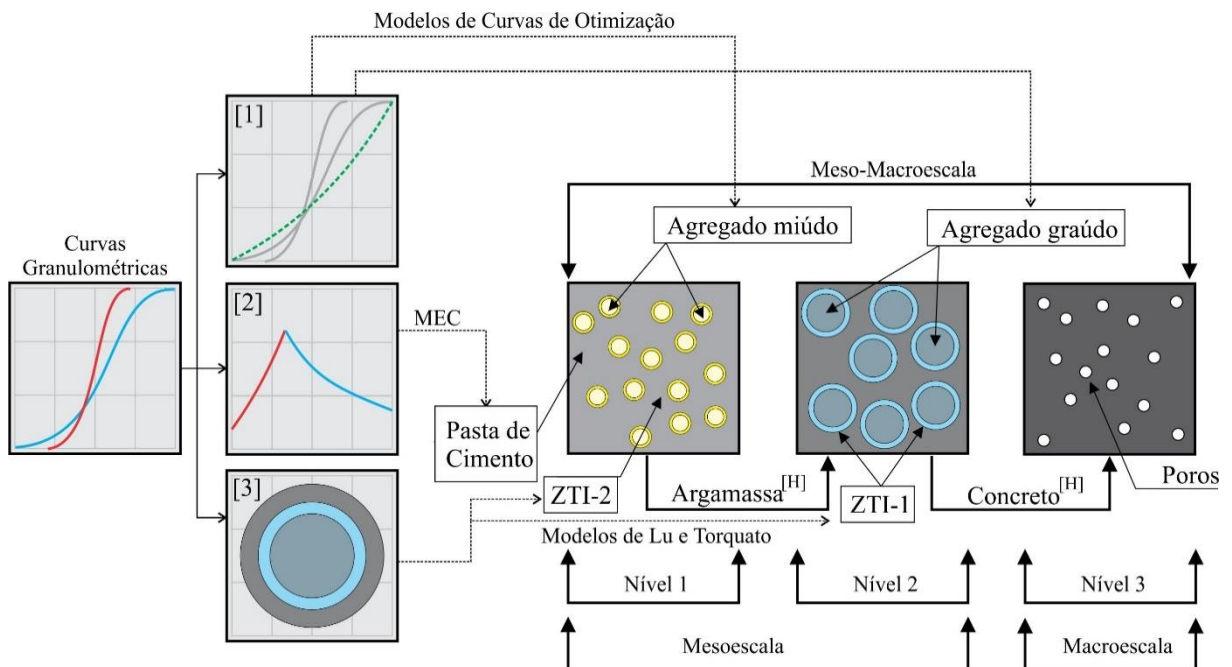 Modelos de Curvas de Otimização
[1]
Meso-Macroescala
Agregado miúdo
Agregado graúdo
Curvas
Granulométricas
[2]
MEC
Pasta de
Cimento
[3]
ZTI-2
Argamassa[H]
ZTI-1
Concreto[H]
Poros
Modelos de Lu e Torquato
Nível 1
Nível 2
Nível 3
Mesoescala
Macroescala